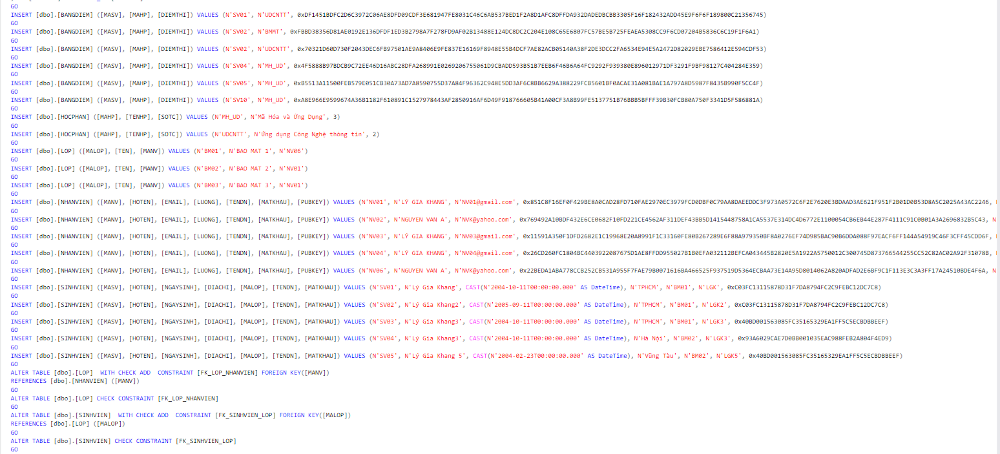 GO
INSERT [dbo].[BANGDIEM] ([MASV], [MAHP], [DIEMTHI]) VALUES (N'SV01', N'UDCNTT', 0xDF1451BDFC2D6C3972C06AE8DFD09CDF3E681947FE8031C46C6AB537BED1F2A8D1AFC8DFFDA932DADEDBCBB3305F16F182432ADD45E9F6F6F189800C21356745)
GO
INSERT [dbo].[BANGDIEM] ([MASV], [MAHP], [DIEMTHI]) VALUES (N'SV02', N'BMMT', 0xFBBD38356D81AE0192E136DFDF1ED3B2798A7F278FD9AF02B13488E124DC8DC2C204E108C65E6807FC57BE5B725FEAEA5308CC9F6CD07204B5836C6C19F1F6A1)
GO
INSERT [dbo].[BANGDIEM] ([MASV], [MAHP], [DIEMTHI]) VALUES (N'SV02', N'UDCNTT', 0x70321D60D730F2043DEC6FB97501AE9A8406E9FE837E16169F8948E55B4DCF7AE82ACB05140A38F2DE3DCC2FA6534E94E5A2472D82029EBE7586412E594CDF53)
GO
INSERT [dbo].[BANGDIEM] ([MASV], [MAHP], [DIEMTHI]) VALUES (N'SV04', N'MH_UD', 0x4F5888B97BDCB9C72EE46D16ABC28DFA268991E0269206755061D9CBADD593B51B7EEB6F46B6A64FC9292F939380E896012971DF3291F9BF98127C404284E359)
GO
INSERT [dbo].[BANGDIEM] ([MASV], [MAHP], [DIEMTHI]) VALUES (N'SV05', N'MH_UD', 0xB5513A11500FEB579E051CB30A73AD7A8590755D37A84F96362C948E5DD3AF6C8BB6629A388229FCB5601BF0ACAE31A081BAE1A797A8D5987F8435B990F5CC4F)
GO
INSERT [dbo].[BANGDIEM] ([MASV], [MAHP], [DIEMTHI]) VALUES (N'SV10', N'MH_UD', 0xA8E966E9599674A36B1182F610891C1527978443AF2850916AF6D49F918766605B41A00CF3A8B99FE5137751B76BBB5BFFF39B30FCB80A750F3341D5F586881A)
GO
INSERT [dbo].[HOCPHAN] ([MAHP], [TENHP], [SOTC]) VALUES (N'MH_UD', N'Mã Hóa và Ứng Dụng', 3)
GO
INSERT [dbo].[HOCPHAN] ([MAHP], [TENHP], [SOTC]) VALUES (N'UDCNTT', N'Ứng dụng Công Nghệ thông tin', 2)
GO
INSERT [dbo].[LOP] ([MALOP], [TEN], [MANV]) VALUES (N'BM01', N'BAO MAT 1', N'NV06')
GO
INSERT [dbo].[LOP] ([MALOP], [TEN], [MANV]) VALUES (N'BM02', N'BAO MAT 2', N'NV01')
GO
INSERT [dbo].[LOP] ([MALOP], [TEN], [MANV]) VALUES (N'BM03', N'BAO MAT 3', N'NV01')
GO
INSERT [dbo].[NHANVIEN] ([MANV], [HOTEN], [EMAIL], [LUONG], [TENDN], [MATKHAU], [PUBKEY]) VALUES (N'NV01', N'LÝ GIA KHANG', N'NV01@gmail.com', 0x851C8F16EF0F429BE8A0CAD28FD710FAE2970EC3979FCD0DBF0C79AA8DAEEDDC3F973A0572C6F2E7620E3BDAAD3AE621F951F2B01D0B53D8A5C2025A43AC2246,
GO
INSERT [dbo].[NHANVIEN] ([MANV], [HOTEN], [EMAIL], [LUONG], [TENDN], [MATKHAU], [PUBKEY]) VALUES (N'NV02', N'NGUYEN VAN A', N'NVK@yahoo.com', 0x769492A10BDF432E6CE0682F10FD221CE4562AF311DEF43BB5D1415448758A1CA5537E314DC4D6772E1100054CB6EB44E287F4111C91C0B01A3A2696832B5C43, N
GO
INSERT [dbo].[NHANVIEN] ([MANV], [HOTEN], [EMAIL], [LUONG], [TENDN], [MATKHAU], [PUBKEY]) VALUES (N'NV03', N'LÝ GIA KHANG', N'NV03@gmail.com', 0x11591A350F1DFD2682E1C19968E20A8991F1C33160FE80B267289E6F88A979350BF8A0276EF74D985BAC90B6DDA088F97EACF6FF144A54919C46F3CFF45CDD6F,
GO
INSERT [dbo].[NHANVIEN] ([MANV], [HOTEN], [EMAIL], [LUONG], [TENDN], [MATKHAU], [PUBKEY]) VALUES (N'NV04', N'LÝ GIA KHANG', N'NV04@gmail.com', 0x26CD260FC1804BC4403922087675D1AE8FFDD955027B1B0EFA032112BEFCA043445B2820E5A1922A5750012C300745D873766544255CC52C82AC02A92F31078B,
GO
INSERT [dbo].[NHANVIEN] ([MANV], [HOTEN], [EMAIL], [LUONG], [TENDN], [MATKHAU], [PUBKEY]) VALUES (N'NV06', N'NGUYEN VAN A', N'NVK@yahoo.com', 0x22BEDA1ABA778CCB252CB531A955F7FAE79B0071616BA466525F937519D5364ECBAA73E14A95D8014062A820ADFAD2E6BF9C1F113E3C3A3FF17A24510BDE4F6A, N
GO
INSERT [dbo].[SINHVIEN] ([MASV], [HOTEN], [NGAYSINH], [DIACHI], [MALOP], [TENDN], [MATKHAU]) VALUES (N'SV01', N'Lý Gia Khang', CAST(N'2004-10-11T00:00:00.000' AS DateTime), N'TPHCM', N'BM01', N'LGK', 0xC03FC13115878D31F7DA8794FC2C9FEBC12DC7C8)
GO
INSERT [dbo].[SINHVIEN] ([MASV], [HOTEN], [NGAYSINH], [DIACHI], [MALOP], [TENDN], [MATKHAU]) VALUES (N'SV02', N'Lý Gia Khang2', CAST(N'2005-09-11T00:00:00.000' AS DateTime), N'TPHCM', N'BM01', N'LGK2', 0xC03FC13115878D31F7DA8794FC2C9FEBC12DC7C8)
GO
INSERT [dbo].[SINHVIEN] ([MASV], [HOTEN], [NGAYSINH], [DIACHI], [MALOP], [TENDN], [MATKHAU]) VALUES (N'SV03', N'Lý Gia Khang3', CAST(N'2004-10-11T00:00:00.000' AS DateTime), N'TPHCM', N'BM01', N'LGK3', 0x40BD001563085FC35165329EA1FF5C5ECBDBBEEF)
GO
INSERT [dbo].[SINHVIEN] ([MASV], [HOTEN], [NGAYSINH], [DIACHI], [MALOP], [TENDN], [MATKHAU]) VALUES (N'SV04', N'Lý Gia Khang3', CAST(N'2004-10-11T00:00:00.000' AS DateTime), N'Hà Nội', N'BM02', N'LGK3', 0x93A6029CAE7D0BB001035EAC988FEB2A804F4ED9)
GO
INSERT [dbo].[SINHVIEN] ([MASV], [HOTEN], [NGAYSINH], [DIACHI], [MALOP], [TENDN], [MATKHAU]) VALUES (N'SV05', N'Lý Gia Khang 5', CAST(N'2004-02-23T00:00:00.000' AS DateTime), N'Vũng Tàu', N'BM02', N'LGK5', 0x40BD001563085FC35165329EA1FF5C5ECBDBBEEF)
GO
ALTER TABLE [dbo].[LOP]  WITH CHECK ADD  CONSTRAINT [FK_LOP_NHANVIEN] FOREIGN KEY([MANV])
REFERENCES [dbo].[NHANVIEN] ([MANV])
GO
ALTER TABLE [dbo].[LOP] CHECK CONSTRAINT [FK_LOP_NHANVIEN]
GO
ALTER TABLE [dbo].[SINHVIEN]  WITH CHECK ADD  CONSTRAINT [FK_SINHVIEN_LOP] FOREIGN KEY([MALOP])
REFERENCES [dbo].[LOP] ([MALOP])
GO
ALTER TABLE [dbo].[SINHVIEN] CHECK CONSTRAINT [FK_SINHVIEN_LOP]
GO